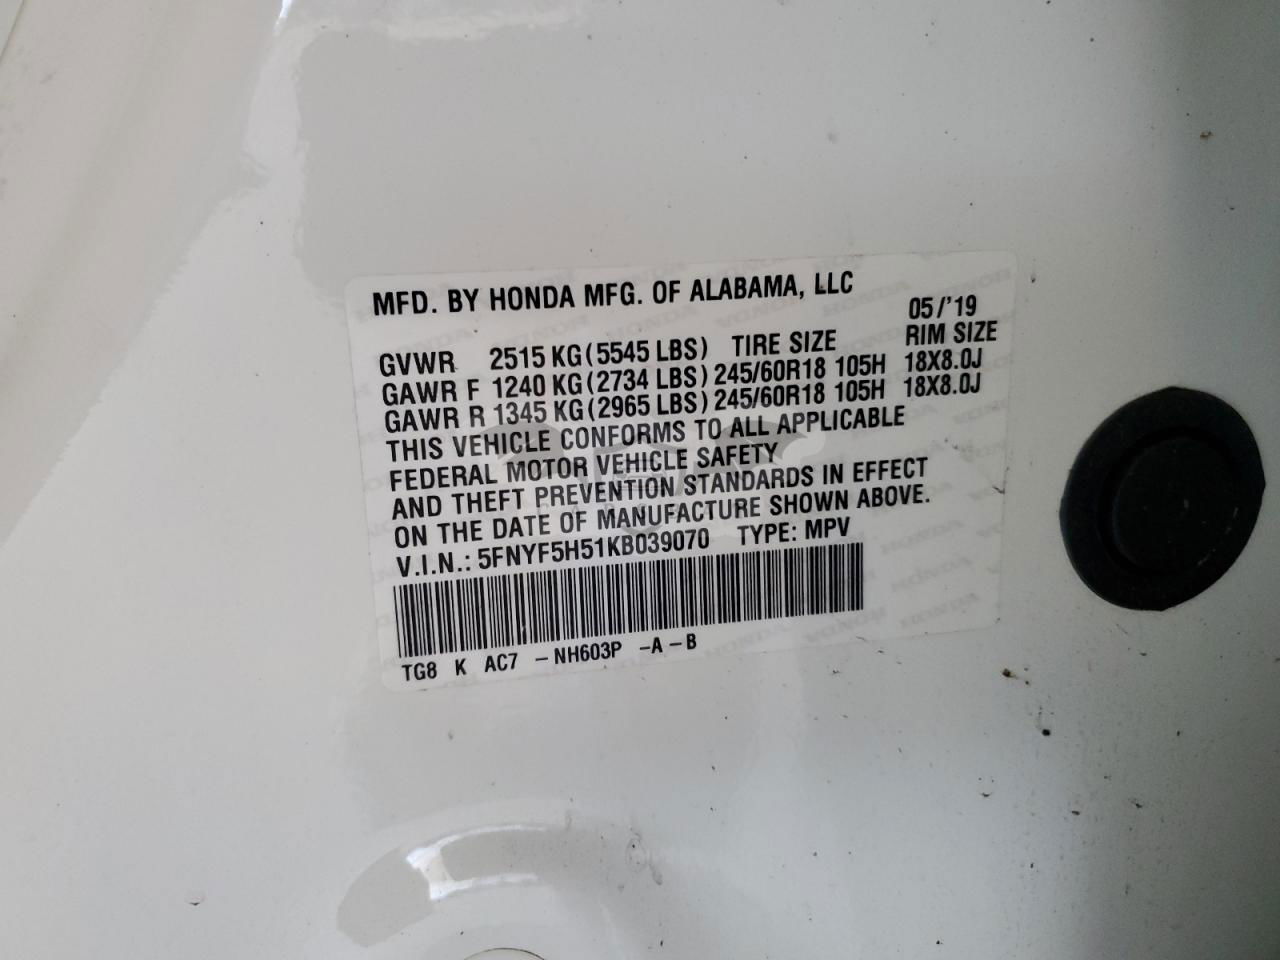 MFD. BY HONDA MFG. OF ALABAMA, LLC
05/'19
GVWR 2515 KG (5545 LBS) TIRE SIZE RIM SIZE
GAWR F 1240 KG (2734 LBS) 245/60R18 105H 18X8.0J
GAWR R 1345 KG (2965 LBS) 245/60R18 105H 18X8.0J
THIS VEHICLE CONFORMS TO ALL APPLICABLE
FEDERAL MOTOR VEHICLE SAFETY
AND THEFT PREVENTION STANDARDS IN EFFECT
ON THE DATE OF MANUFACTURE SHOWN ABOVE.
V.I.N.: 5FNYF5H51KB039070 TYPE: MPV
TG8 K AC7 -NH603P -A-B